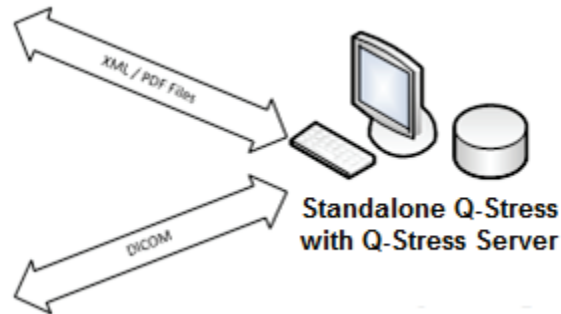 XML / PDF Files
DICOM
Standalone Q-Stress
with Q-Stress Server